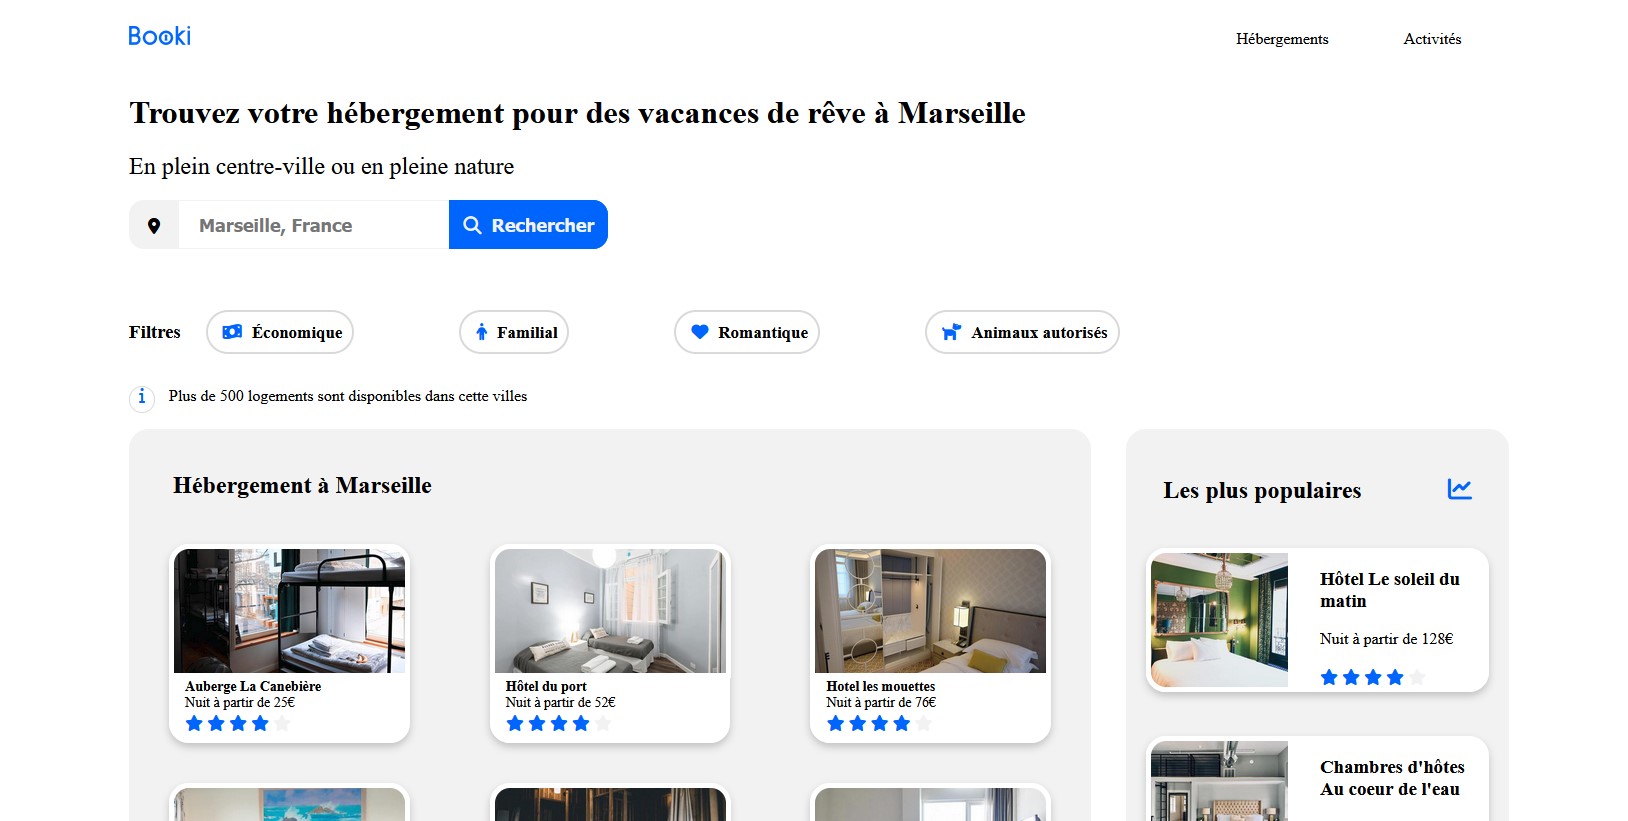 Booki
Hébergements
Activités
Trouvez votre hébergement pour des vacances de rêve à Marseille
En plein centre-ville ou en pleine nature
Marseille, France
Rechercher
Filtres
Économique
Familial
Romantique
Animaux autorisés
Plus de 500 logements sont disponibles dans cette villes
Hébergement à Marseille
Auberge La Canebière
Nuit à partir de 25€
Hôtel du port
Nuit à partir de 52€
Hotel les mouettes
Nuit à partir de 76€
Les plus populaires
Hôtel Le soleil du
matin
Nuit à partir de 128€
Chambres d'hôtes
Au coeur de l'eau